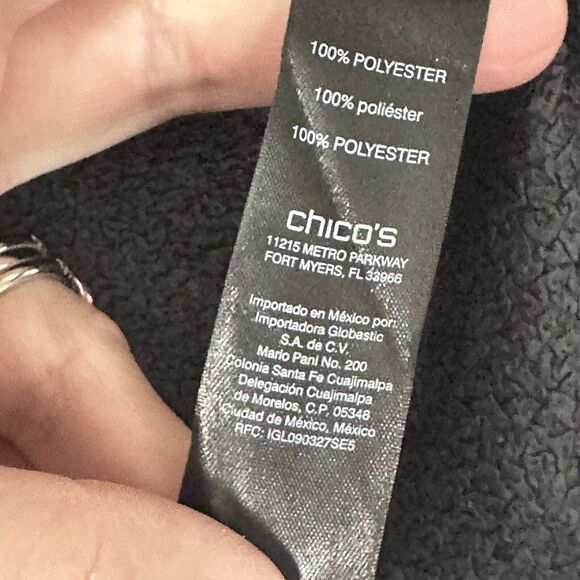 100% POLYESTER
100% poliéster
100% POLYESTER
chico's
11215 METRO PARKWAY
FORT MYERS, FL 33966
Importado en México por:
Importadora Globastic
S.A. de C.V.
Mario Pani No. 200
Colonia Santa Fe Cuajimalpa
Delegación Cuajimalpa
de Morelos, C.P. 05348
Ciudad de México, México
RFC: IGL090327SE5